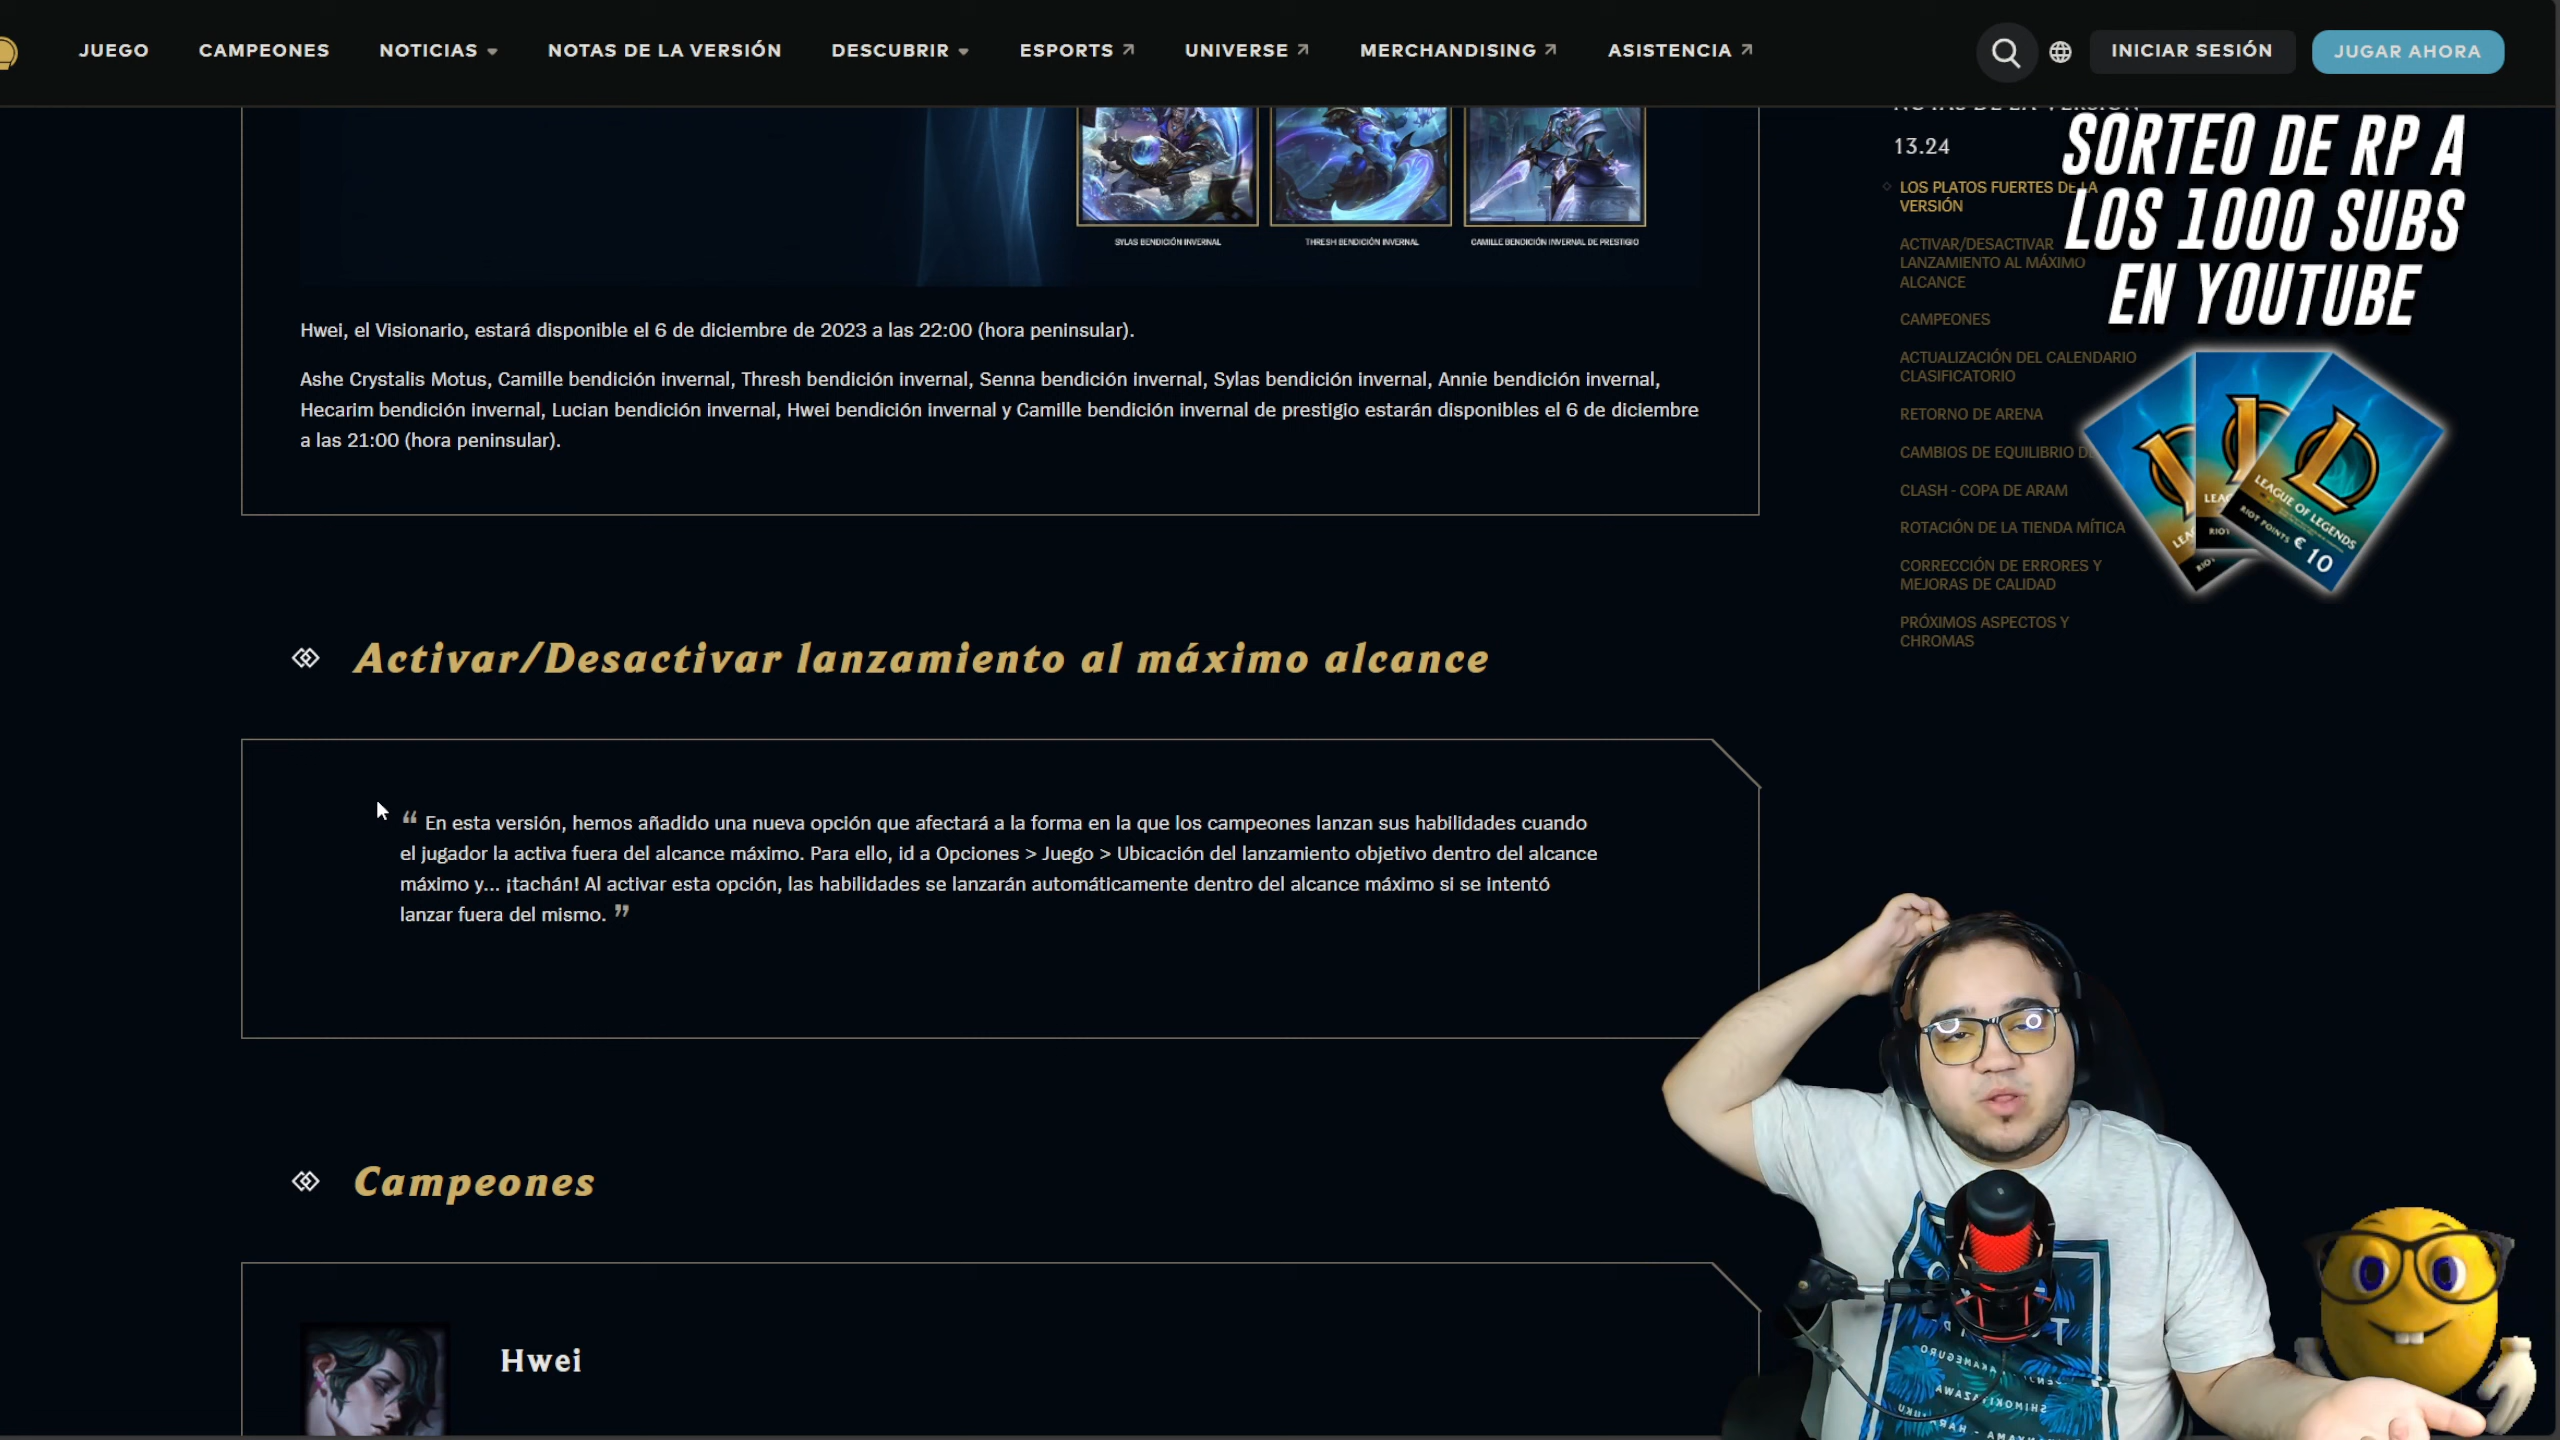 JUEGO
CAMPEONES
NOTICIAS
NOTAS DE LA VERSIÓN
DESCUBRIR
ESPORTS
UNIVERSE
MERCHANDISING
ASISTENCIA
INICIAR SESIÓN
JUGAR AHORA
SYLAS BENDICIÓN INVERNAL
THRESH BENDICIÓN INVERNAL
CAMILLE BENDICIÓN INVERNAL DE PRESTIGIO
Hwei, el Visionario, estará disponible el 6 de diciembre de 2023 a las 22:00 (hora peninsular).
Ashe Crystalis Motus, Camille bendición invernal, Thresh bendición invernal, Senna bendición invernal, Sylas bendición invernal, Annie bendición invernal,
Hecarim bendición invernal, Lucian bendición invernal, Hwei bendición invernal y Camille bendición invernal de prestigio estarán disponibles el 6 de diciembre
a las 21:00 (hora peninsular).
Activar/Desactivar lanzamiento al máximo alcance
“ En esta versión, hemos añadido una nueva opción que afectará a la forma en la que los campeones lanzan sus habilidades cuando
el jugador la activa fuera del alcance máximo. Para ello, id a Opciones > Juego > Ubicación del lanzamiento objetivo dentro del alcance
máximo y... ¡tachán! Al activar esta opción, las habilidades se lanzarán automáticamente dentro del alcance máximo si se intentó
lanzar fuera del mismo. ”
Campeones
Hwei
NOTAS DE LA VERSIÓN
13.24
LOS PLATOS FUERTES DE LA
VERSIÓN
ACTIVAR/DESACTIVAR
LANZAMIENTO AL MÁXIMO
ALCANCE
CAMPEONES
ACTUALIZACIÓN DEL CALENDARIO
CLASIFICATORIO
RETORNO DE ARENA
CAMBIOS DE EQUILIBRIO
CLASH - COPA DE ARAM
ROTACIÓN DE LA TIENDA MÍTICA
CORRECCIÓN DE ERRORES Y
MEJORAS DE CALIDAD
PRÓXIMOS ASPECTOS Y
CHROMAS
SORTEO DE RP A
LOS 1000 SUBS
EN YOUTUBE
LEAGUE OF LEGENDS
RIOT POINTS € 10